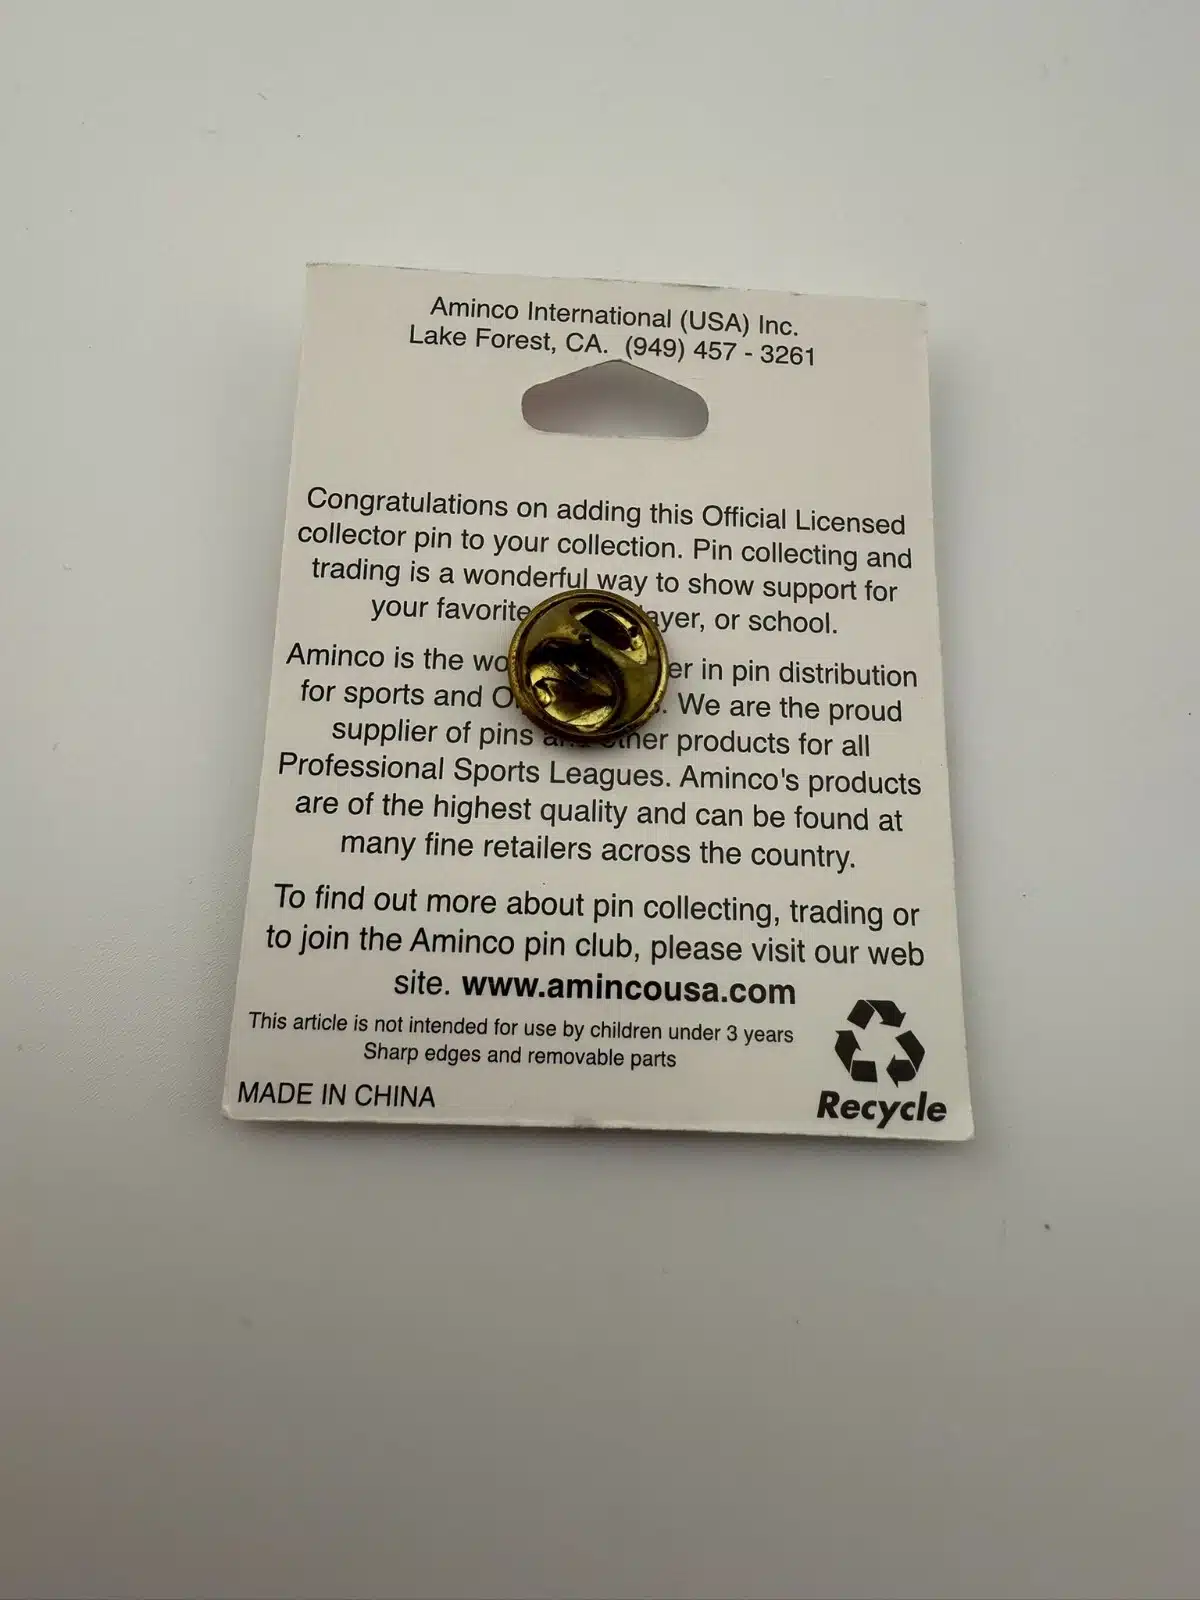 Aminco International (USA) Inc.
Lake Forest, CA. (949) 457 - 3261
Congratulations on adding this Official Licensed
collector pin to your collection. Pin collecting and
trading is a wonderful way to show support for
your favorite or school.
Aminco is the in pin distribution
for sports and We are the proud
supplier of pins other products for all
Professional Sports Leagues. Aminco's products
are of the highest quality and can be found at
many fine retailers across the country.
To find out more about pin collecting, trading or
to join the Aminco pin club, please visit our web
site. www.amincousa.com
This article is not intended for use by children under 3 years
Sharp edges and removable parts
MADE IN CHINA
Recycle